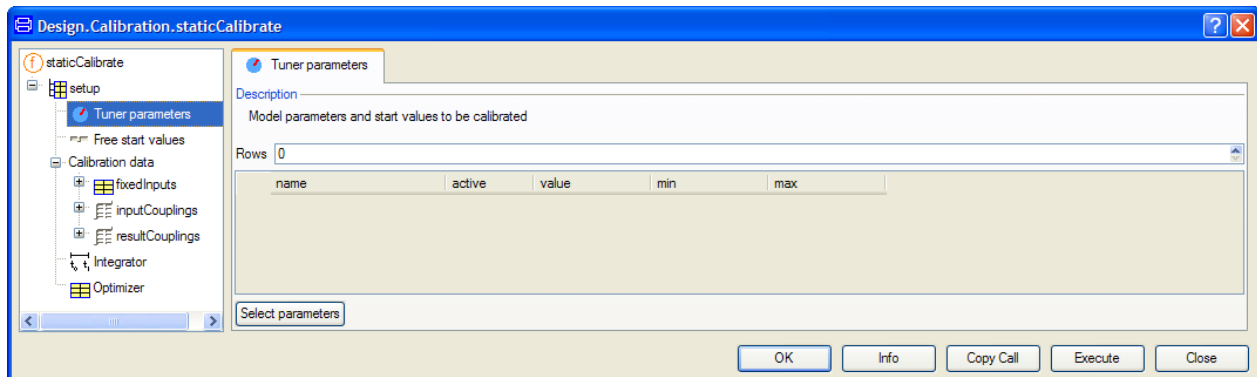 Design.Calibration.staticCalibrate
staticCalibrate
setup
Tuner parameters
Free start values
Calibration data
fixedInputs
inputCouplings
resultCouplings
Integrator
Optimizer
Tuner parameters
Description
Model parameters and start values to be calibrated
Rows 0
name active value min max
Select parameters
OK Info Copy Call Execute Close